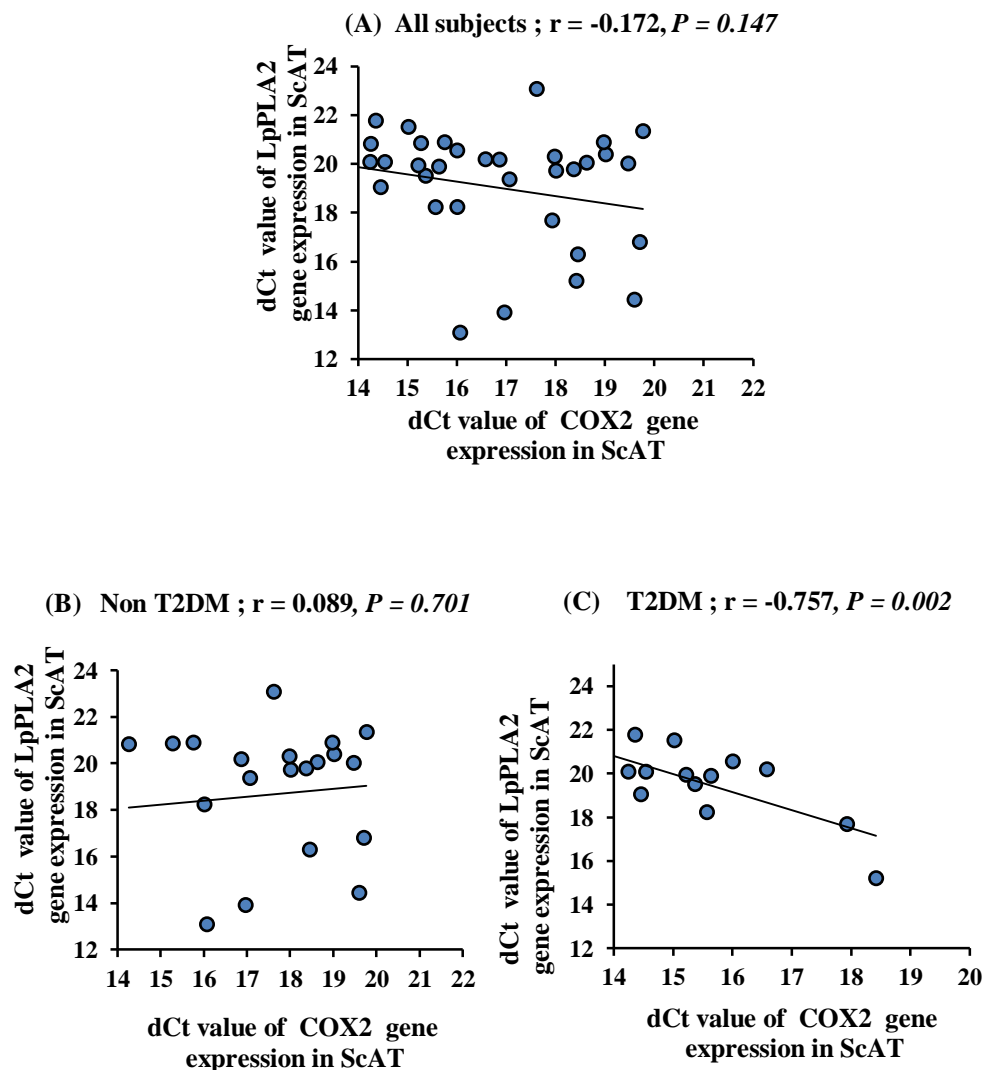 (A) All subjects ; r = -0.172, P = 0.147
dCt value of LpPLA2
gene expression in ScAT
24
22
20
18
16
14
12
14 15 16 17 18 19 20 21 22
dCt value of COX2 gene
expression in ScAT
(B) Non T2DM ; r = 0.089, P = 0.701
dCt value of LpPLA2
gene expression in ScAT
24
22
20
18
16
14
12
14 15 16 17 18 19 20 21 22
dCt value of COX2 gene
expression in ScAT
(C) T2DM ; r = -0.757, P = 0.002
dCt value of LpPLA2
gene expression in ScAT
24
22
20
18
16
14
12
14 15 16 17 18 19 20
dCt value of COX2 gene
expression in ScAT